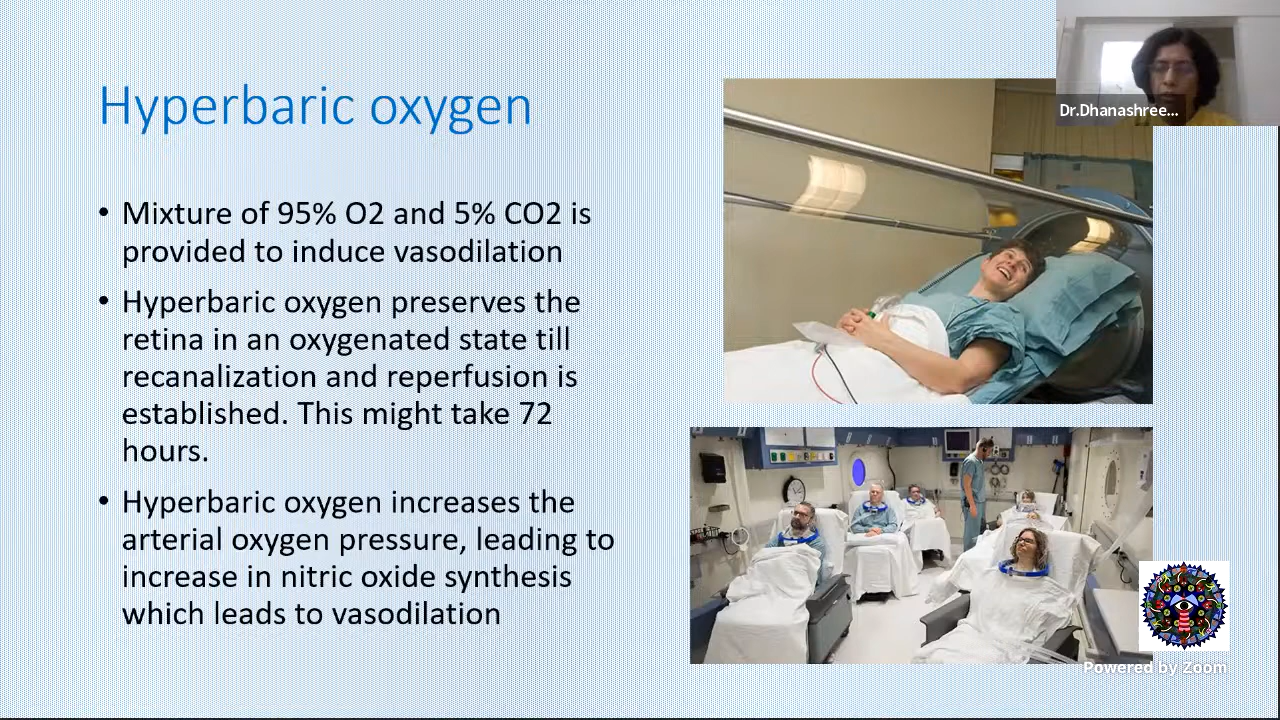 Hyperbaric oxygen
• Mixture of 95% O2 and 5% CO2 is
provided to induce vasodilation
• Hyperbaric oxygen preserves the
retina in an oxygenated state till
recanalization and reperfusion is
established. This might take 72
hours.
• Hyperbaric oxygen increases the
arterial oxygen pressure, leading to
increase in nitric oxide synthesis
which leads to vasodilation
Dr.Dhanashree...
Powered by Zoom